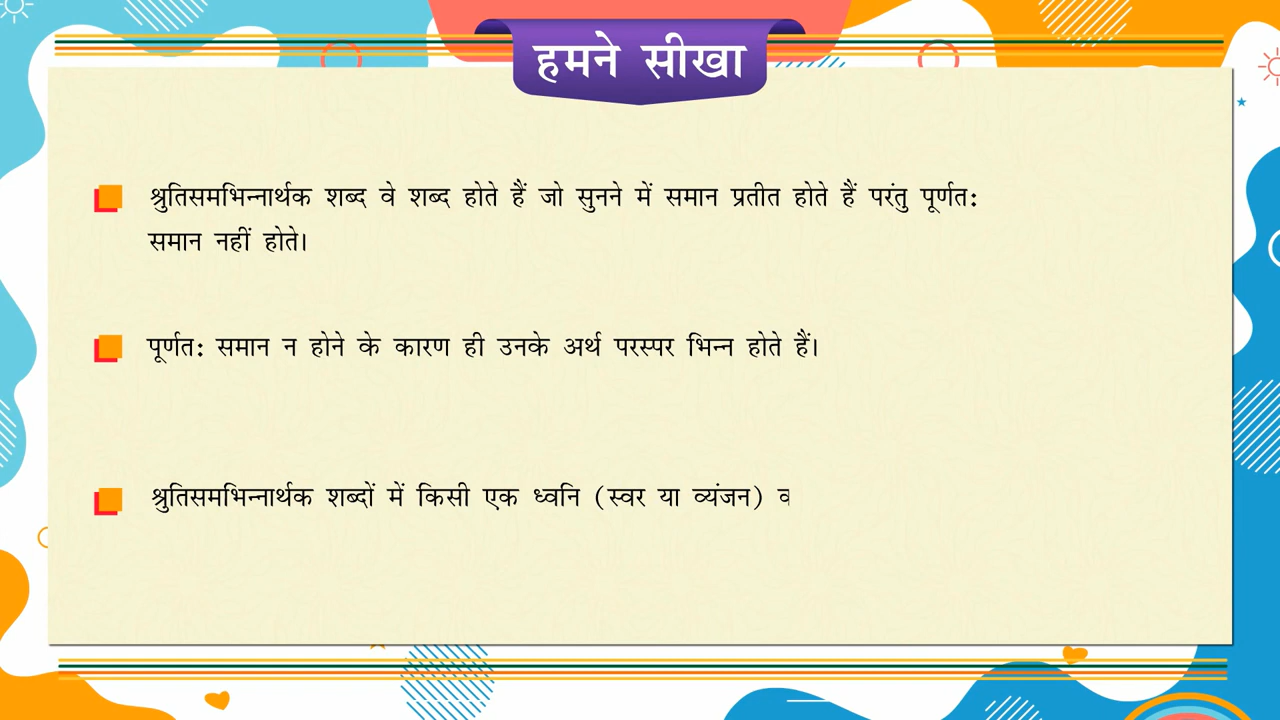 हमने सीखा
श्रुतिसमभिन्नार्थक शब्द वे शब्द होते हैं जो सुनने में समान प्रतीत होते हैं परंतु पूर्णत:
समान नहीं होते।
पूर्णत: समान न होने के कारण ही उनके अर्थ परस्पर भिन्न होते हैं।
श्रुतिसमभिन्नार्थक शब्दों में किसी एक ध्वनि (स्वर या व्यंजन)